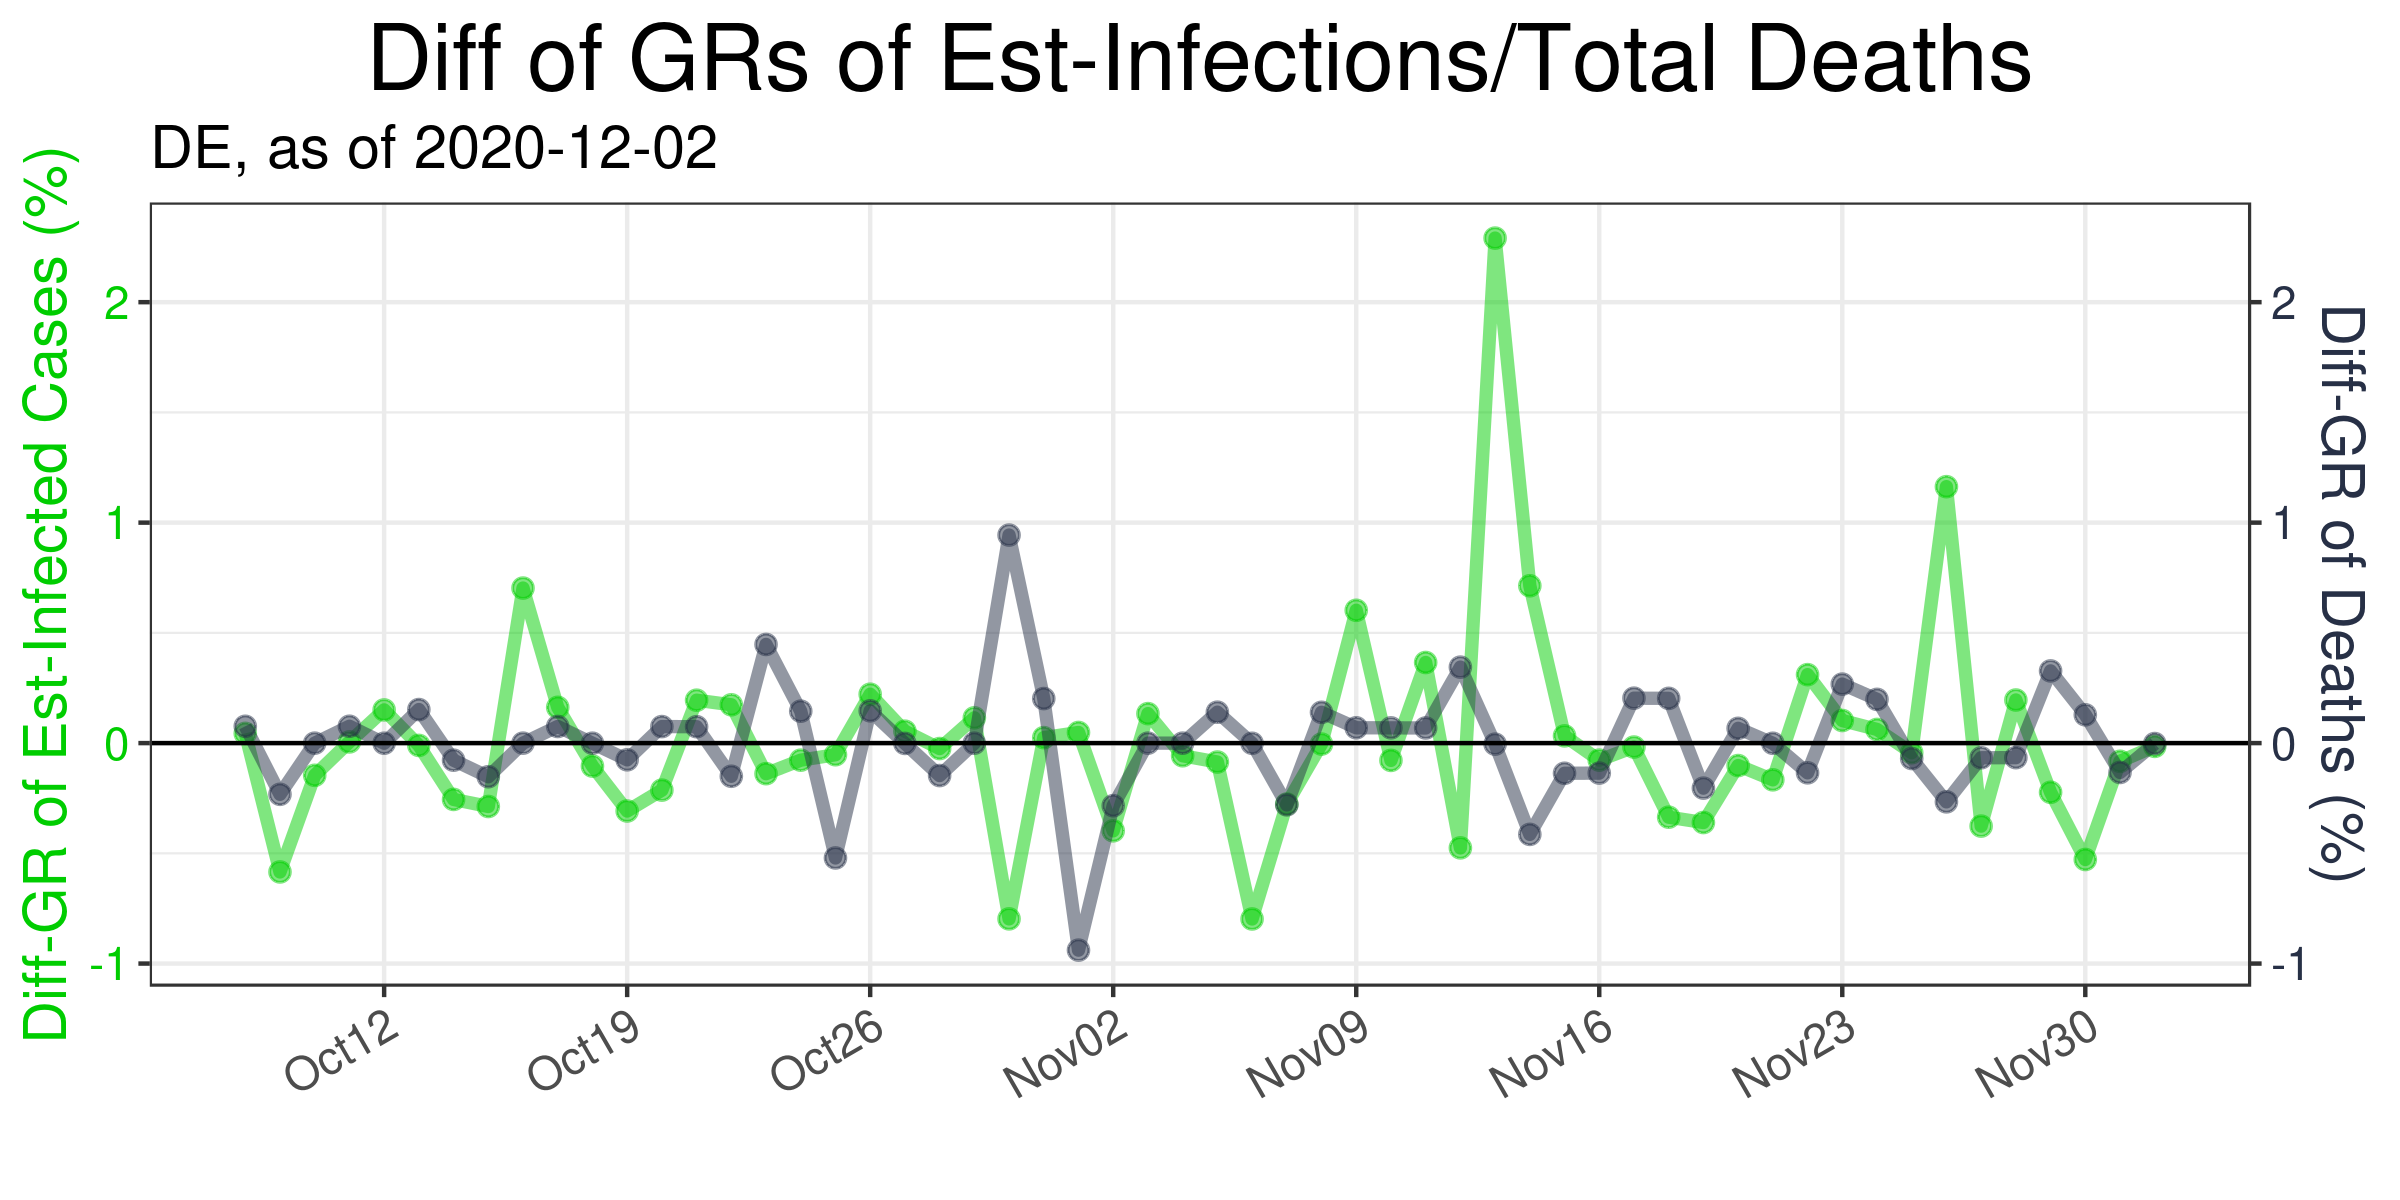 Diff of GRs of Est-Infections/Total Deaths
DE, as of 2020-12-02
Diff-GR of Est-Infected Cases (%)
2
1
0
-1
2
1
0
-1
Diff-GR of Deaths (%)
Oct12
Oct19
Oct26
Nov02
Nov09
Nov16
Nov23
Nov30